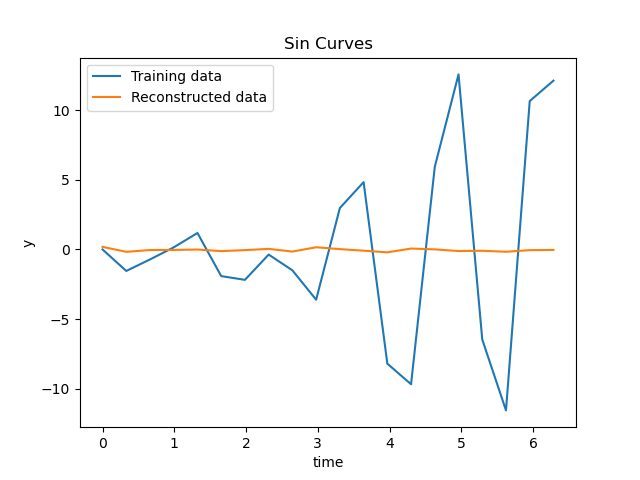 Sin Curves
Training data
Reconstructed data
10
5
0
−5
−10
y
0 1 2 3 4 5 6
time